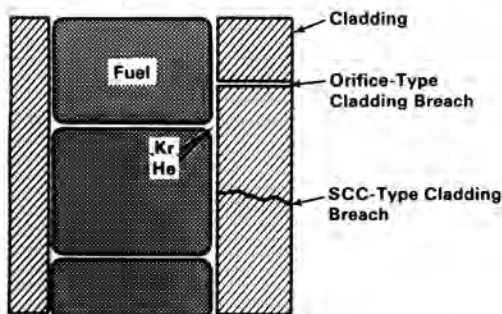 Cladding
Fuel
Orifice-Type
Cladding Breach
Kr
He
SCC-Type Cladding
Breach